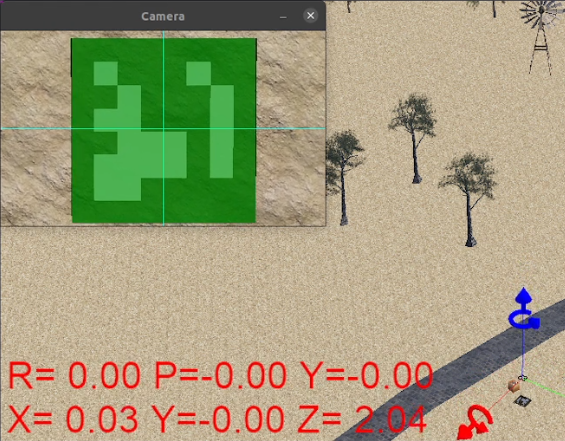 Camera
R= 0.00 P=-0.00 Y=-0.00
X= 0.03 Y=-0.00 Z= 2.04